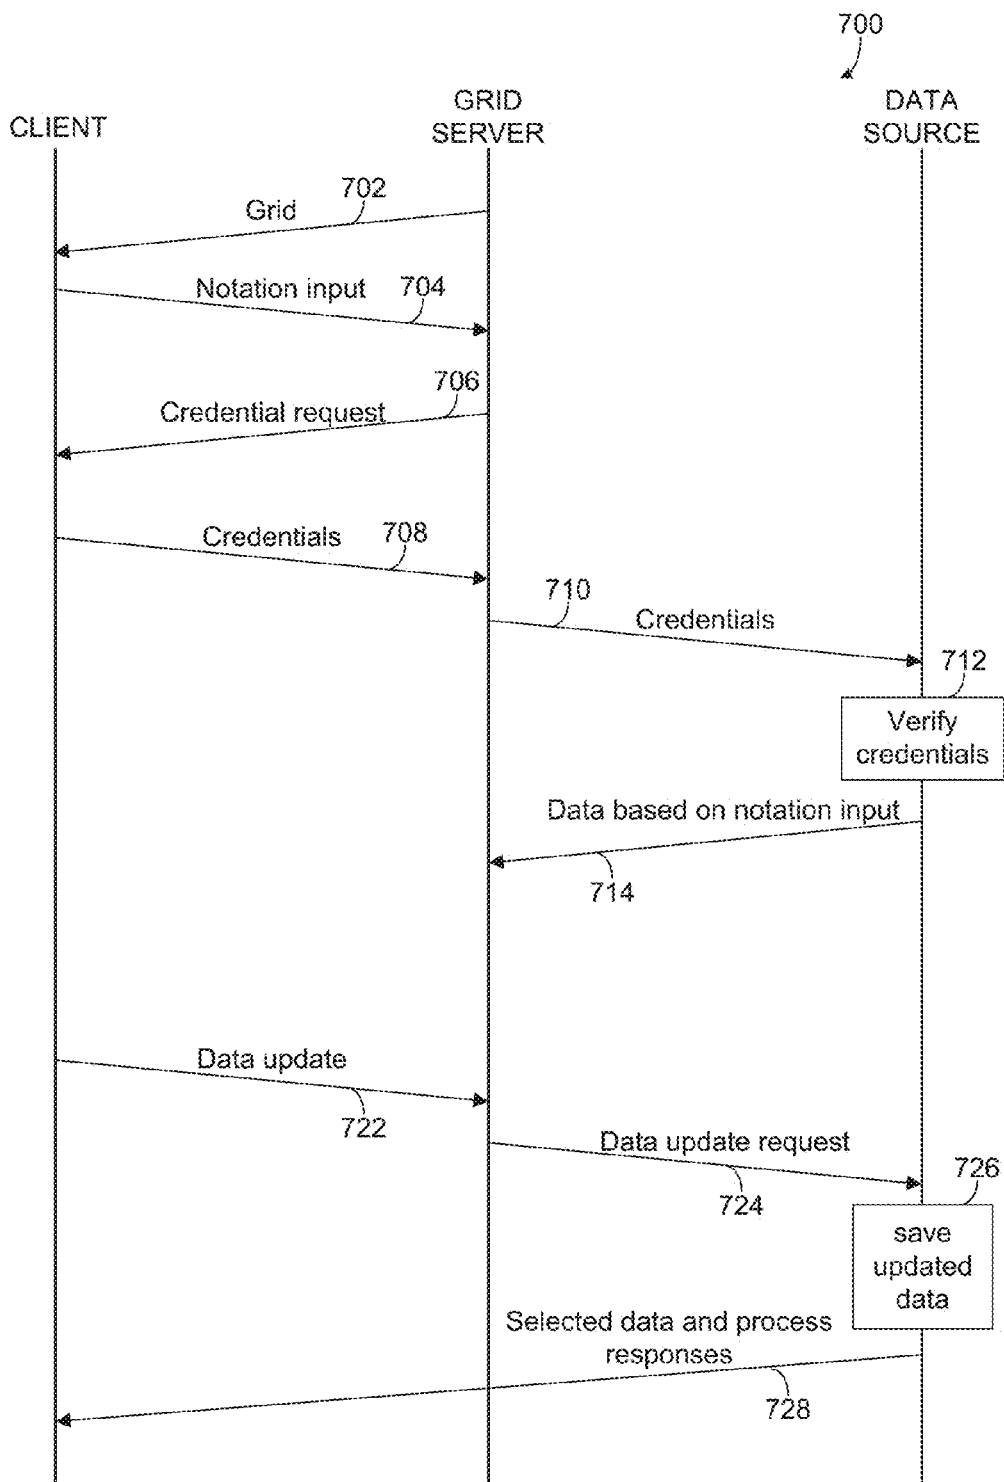 700
CLIENT
GRID
SERVER
DATA
SOURCE
702
Grid
Notation input
704
706
Credential request
Credentials
708
710
Credentials
712
Verify
credentials
Data based on notation input
714
Data update
722
Data update request
724
726
save
updated
data
Selected data and process
responses
728